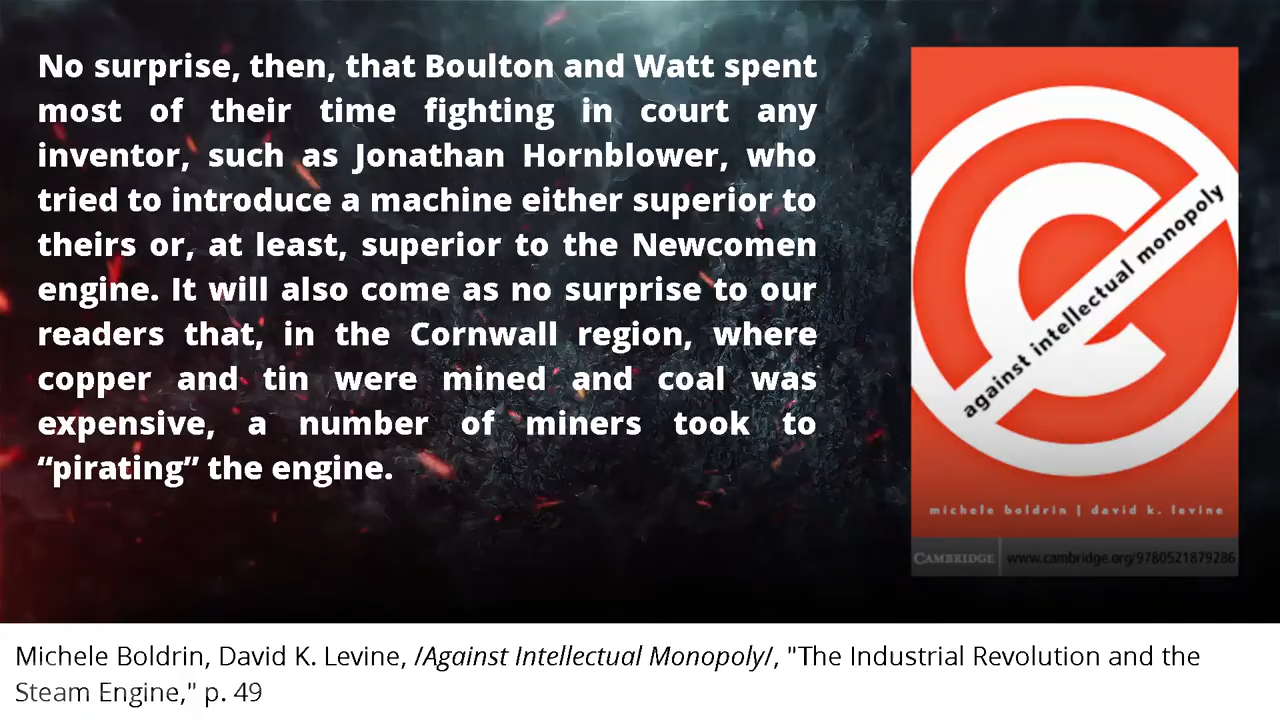 No surprise, then, that Boulton and Watt spent
most of their time fighting in court any
inventor, such as Jonathan Hornblower, who
tried to introduce a machine either superior to
theirs or, at least, superior to the Newcomen
engine. It will also come as no surprise to our
readers that, in the Cornwall region, where
copper and tin were mined and coal was
expensive, a number of miners took to
“pirating” the engine.
against intellectual monopoly
michele boldrin | david k. levine
CAMBRIDGE www.cambridge.org/9780521879286
Michele Boldrin, David K. Levine, /Against Intellectual Monopoly/, "The Industrial Revolution and the
Steam Engine," p. 49